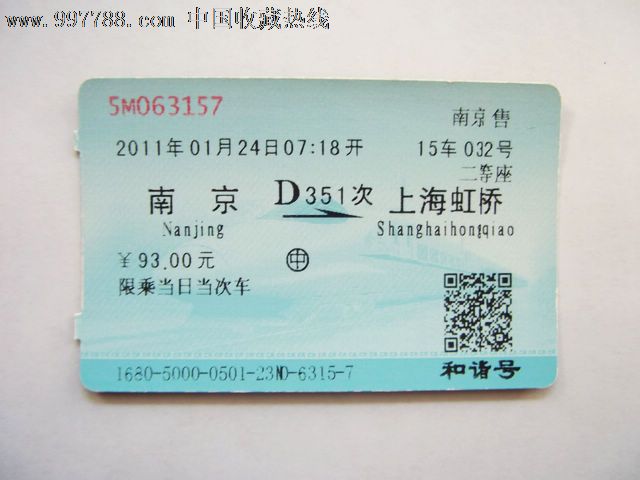 www.997788.com 中国收藏热线
5M063157
南京售
2011年01月24日07:18开
15车032号
二等座
南京 D351次 上海虹桥
Nanjing Shanghaihongqiao
¥93.00元
中
限乘当日当次车
1680-5000-0501-23N0-6315-7
和谐号